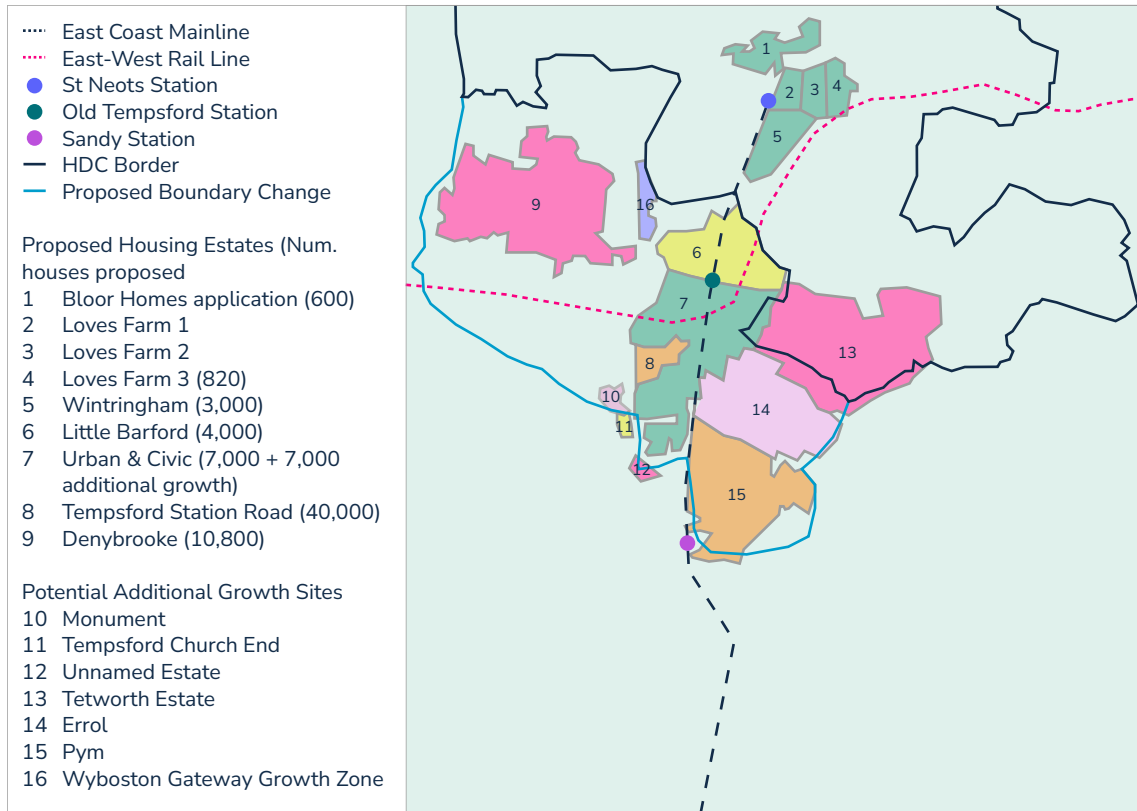 East Coast Mainline
East-West Rail Line
St Neots Station
Old Tempsford Station
Sandy Station
HDC Border
Proposed Boundary Change
Proposed Housing Estates (Num.
houses proposed
1 Bloor Homes application (600)
2 Loves Farm 1
3 Loves Farm 2
4 Loves Farm 3 (820)
5 Wintringham (3,000)
6 Little Barford (4,000)
7 Urban & Civic (7,000 + 7,000
additional growth)
8 Tempsford Station Road (40,000)
9 Denybrooke (10,800)
Potential Additional Growth Sites
10 Monument
11 Tempsford Church End
12 Unnamed Estate
13 Tetworth Estate
14 Errol
15 Pym
16 Wyboston Gateway Growth Zone
1
2
3
4
5
9
16
6
7
8
13
10
14
11
12
15